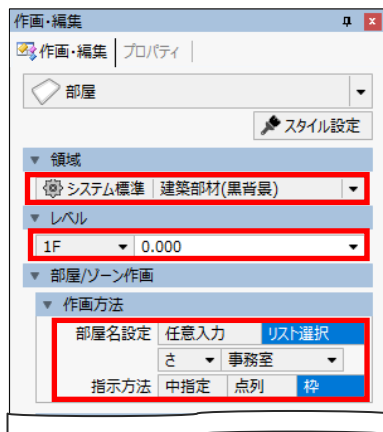 作画・編集
作画・編集 プロパティ
部屋
スタイル設定
領域
システム標準 建築部材(黒背景)
レベル
1F 0.000
部屋/ゾーン作画
作画方法
部屋名設定 任意入力 リスト選択
さ 事務室
指示方法 中指定 点列 枠